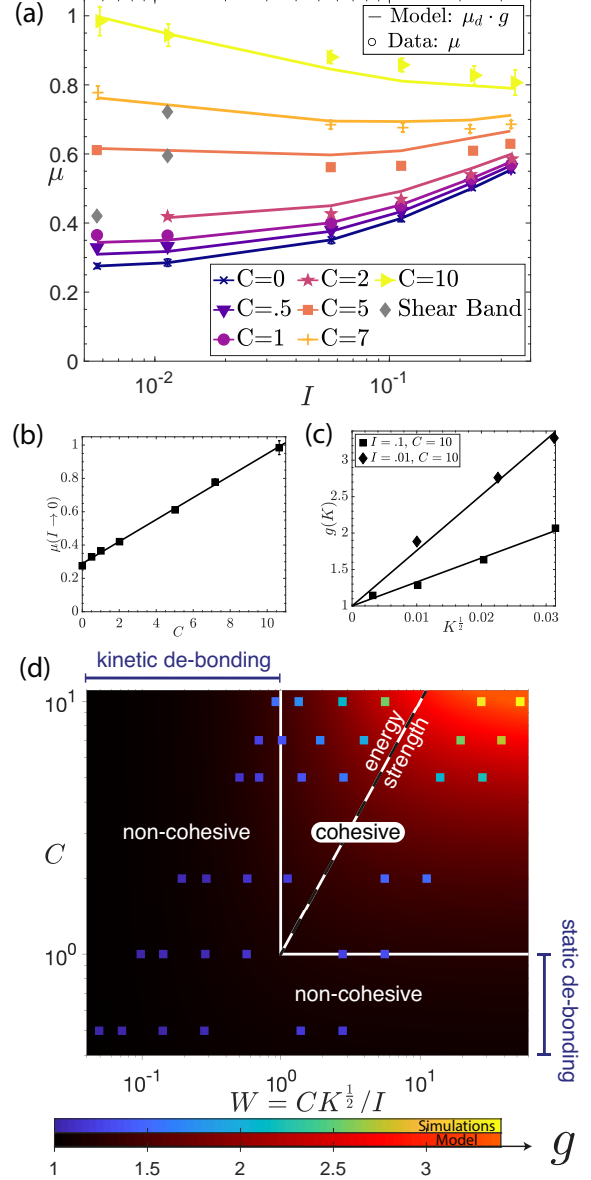 (a)
1
0.8
0.6
0.4
0.2
0
μ
— Model: μ_d · g
○ Data: μ
C=0
C=2
C=10
C=.5
C=5
Shear Band
C=1
C=7
10^-2
10^-1
I
(b)
1
0.8
0.6
0.4
0.2
0
μ(I → 0)
0 2 4 6 8 10
C
(c)
I = .1, C = 10
I = .01, C = 10
3
2.5
2
1.5
1
g(K)
0 0.01 0.02 0.03
K^{1/2}
(d)
kinetic de-bonding
10^1
10^0
C
energy
strength
non-cohesive
cohesive
non-cohesive
static de-bonding
10^-1
10^0
10^1
W = CK^{1/2}/I
Simulations
Model
1 1.5 2 2.5 3
g